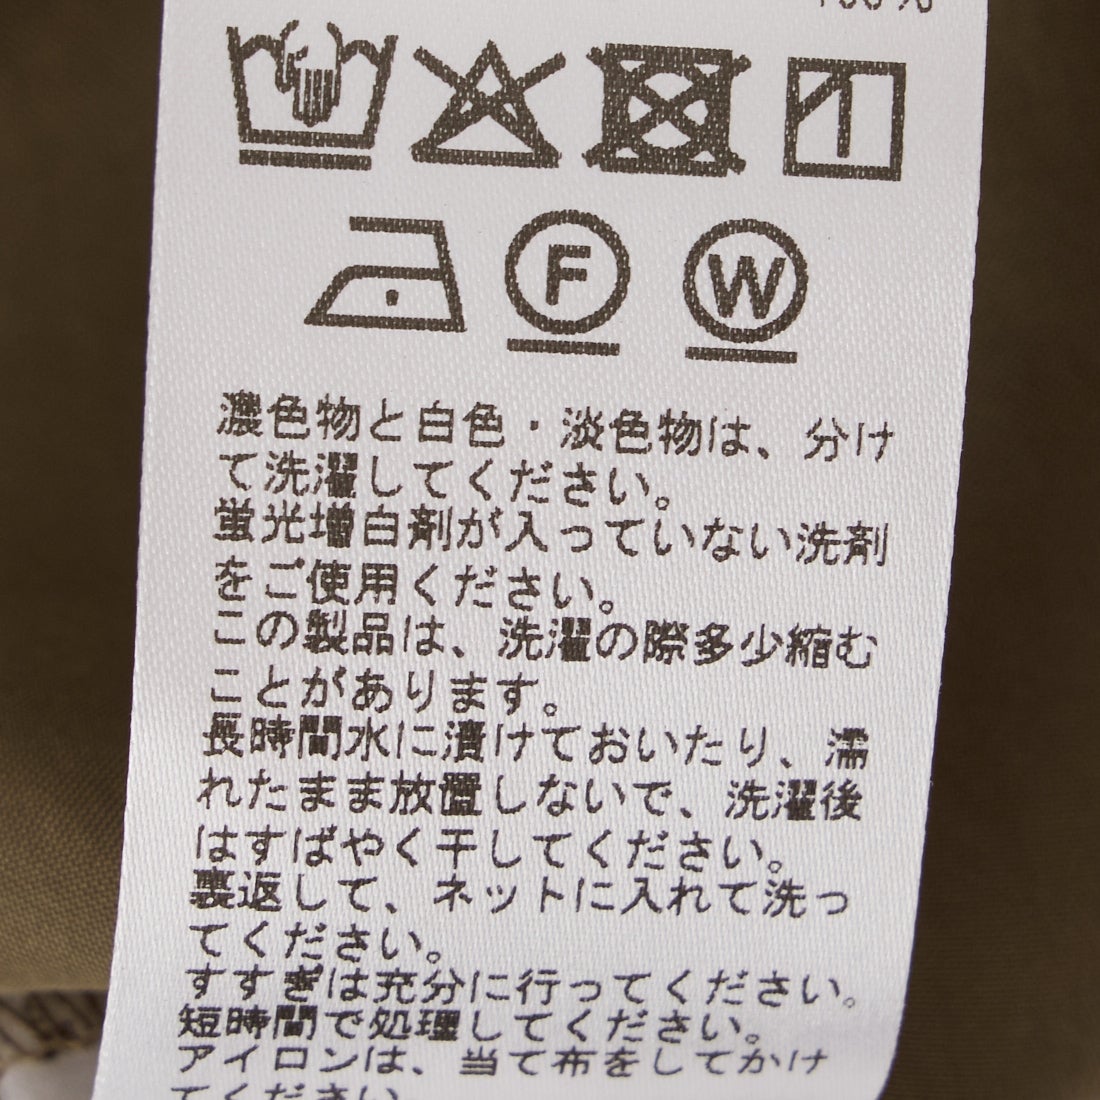 F W
濃色物と白色・淡色物は、分け
て洗濯してください。
蛍光増白剤が入っていない洗剤
をご使用ください。
この製品は、洗濯の際多少縮む
ことがあります。
長時間水に漬けておいたり、濡
れたまま放置しないで、洗濯後
はすばやく干してください。
裏返して、ネットに入れて洗っ
てください。
すすぎは充分に行ってください。
短時間で処理してください。
アイロンは、当て布をしてかけ
てください。